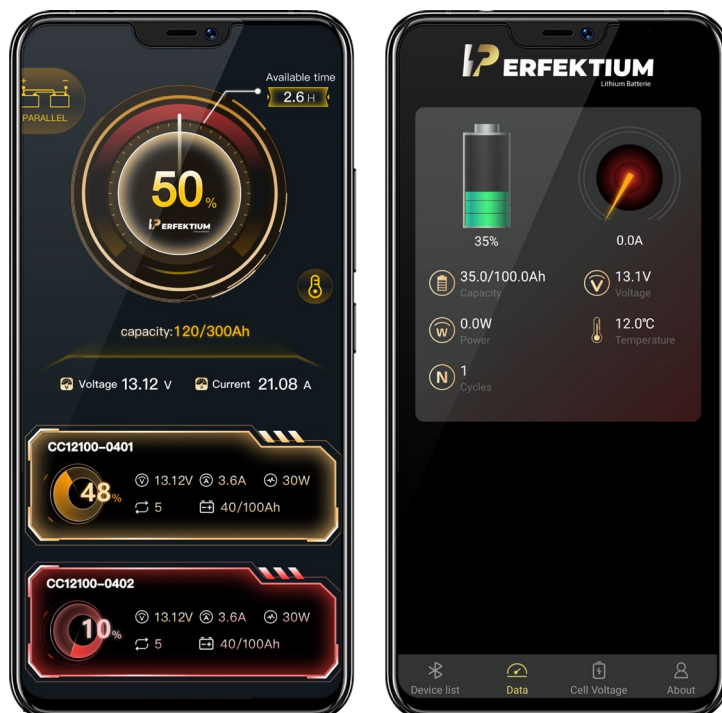 Available time
2.6 H
+ -
PARALLEL
50%
PERFEKTIUM
capacity:120/300Ah
Voltage 13.12 V Current 21.08 A
CC12100-0401
48%
13.12V 3.6A 30W
5 40/100Ah
CC12100-0402
10%
13.12V 3.6A 30W
5 40/100Ah
PERFEKTIUM
Lithium Batterie
35% 0.0A
35.0/100.0Ah
Capacity
V 13.1V
Voltage
W 0.0W
Power
12.0°C
Temperature
N 1
Cycles
Device list Data Cell Voltage About